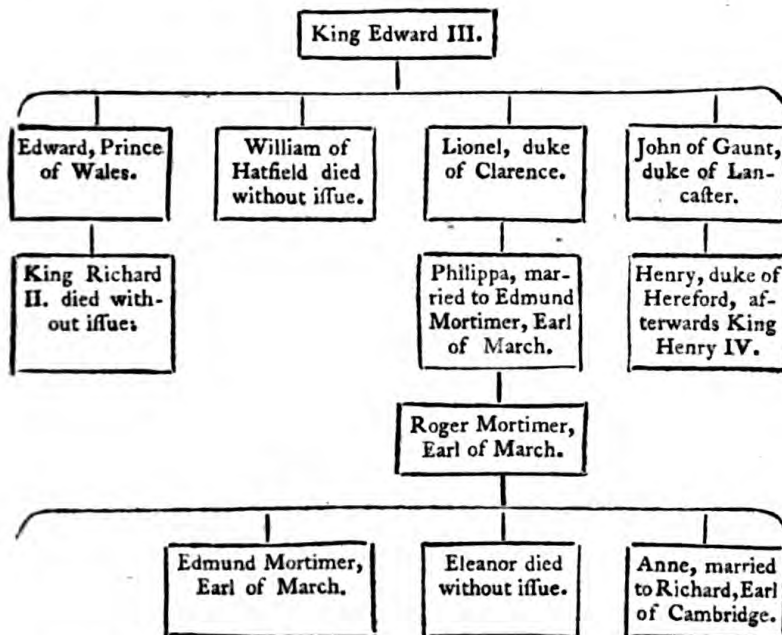 King Edward III.
Edward, Prince
of Wales.
William of
Hatfield died
without iſſue.
Lionel, duke
of Clarence.
John of Gaunt,
duke of Lan-
caſter.
King Richard
II. died with-
out iſſue.
Philippa, mar-
ried to Edmund
Mortimer, Earl
of March.
Henry, duke of
Hereford, af-
terwards King
Henry IV.
Roger Mortimer,
Earl of March.
Edmund Mortimer,
Earl of March.
Eleanor died
without iſſue.
Anne, married
to Richard, Earl
of Cambridge.